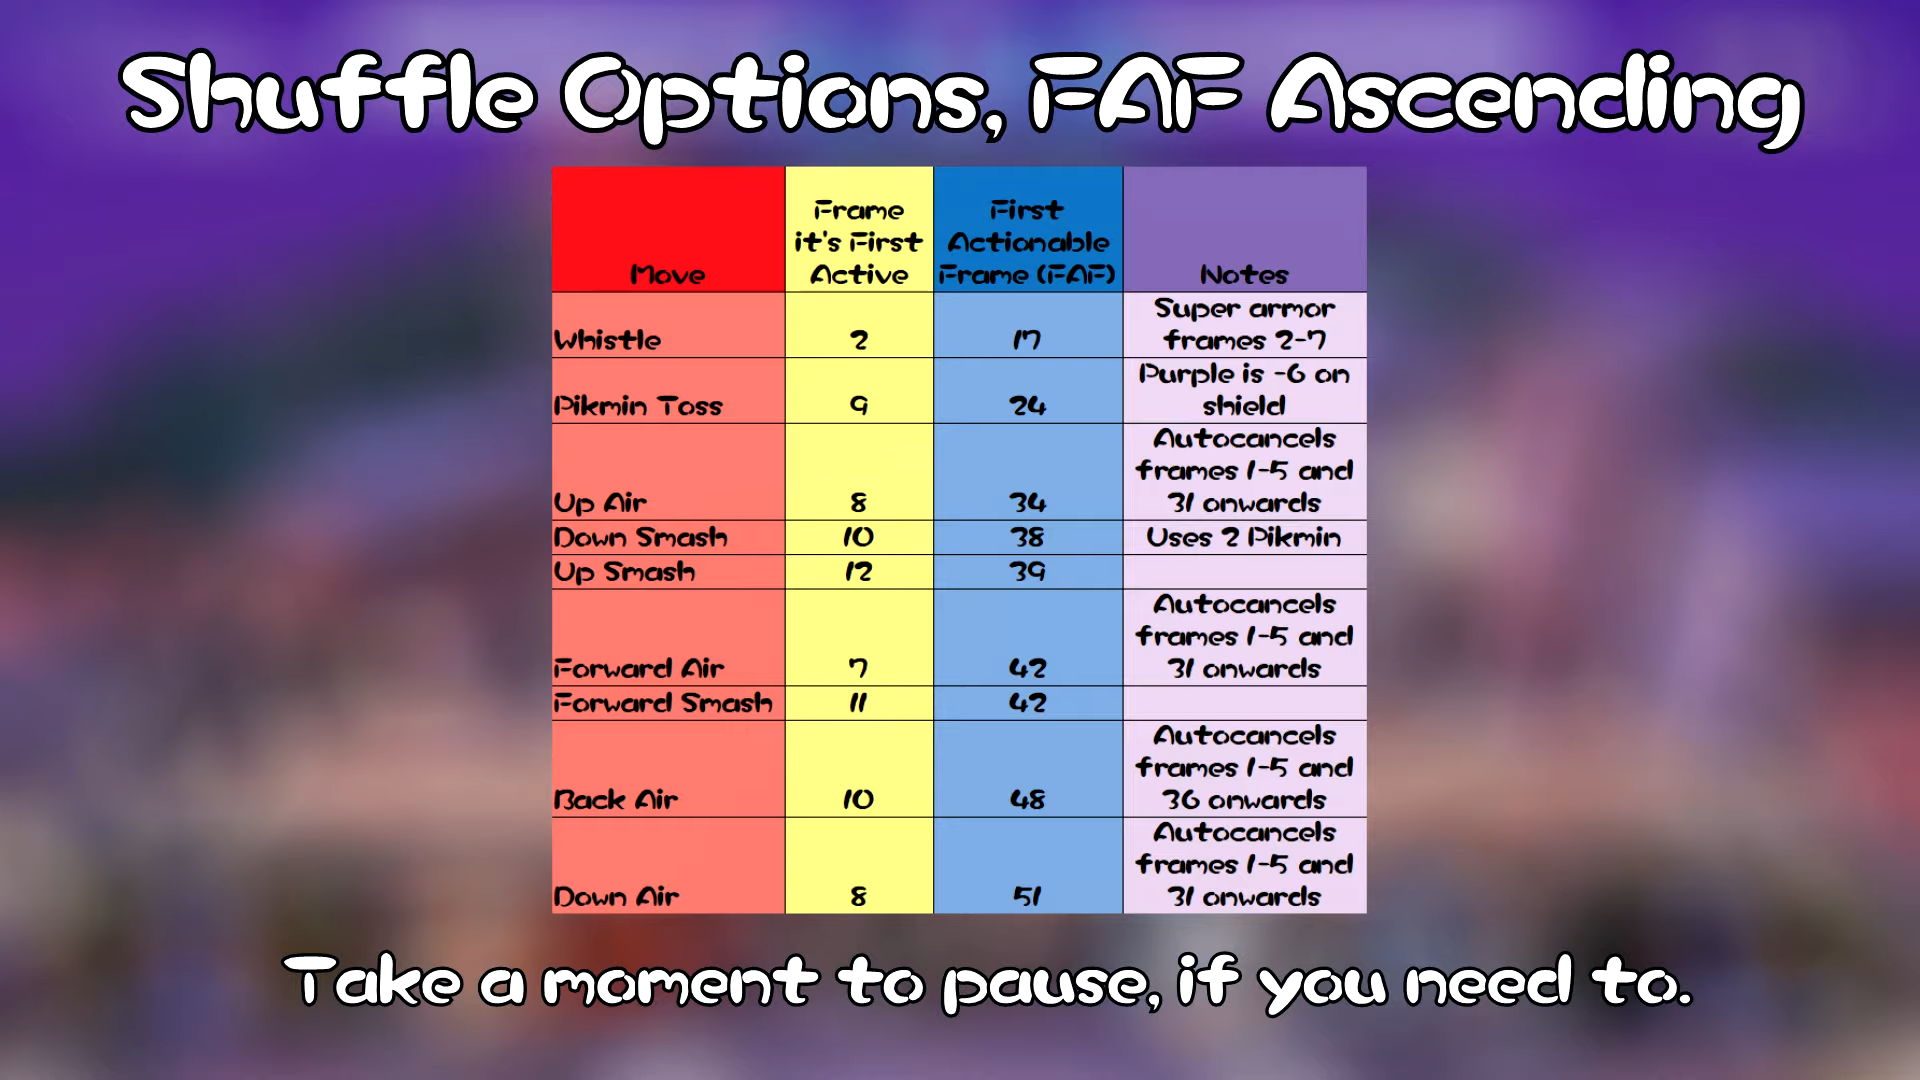 Shuffle Options, FAF Ascending
Move
Frame
it's First
Active
First
Actionable
Frame (FAF)
Notes
Whistle
2
17
Super armor
frames 2-7
Pikmin Toss
9
24
Purple is -6 on
shield
Up Air
8
34
Autocancels
frames 1-5 and
31 onwards
Down Smash
10
38
Uses 2 Pikmin
Up Smash
12
39
Forward Air
7
42
Autocancels
frames 1-5 and
31 onwards
Forward Smash
11
42
Back Air
10
48
Autocancels
frames 1-5 and
36 onwards
Down Air
8
51
Autocancels
frames 1-5 and
31 onwards
Take a moment to pause, if you need to.